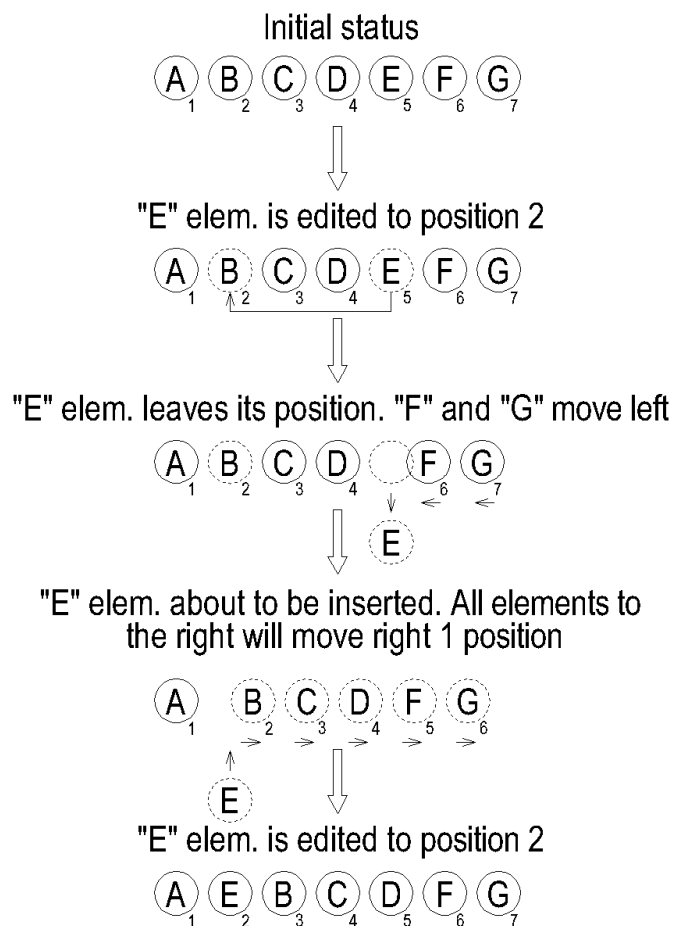 Initial status
A B C D E F G
1 2 3 4 5 6 7
"E" elem. is edited to position 2
A B C D E F G
1 2 3 4 5 6 7
"E" elem. leaves its position. "F" and "G" move left
A B C D F G
1 2 3 4 6 7
E
"E" elem. about to be inserted. All elements to
the right will move right 1 position
A B C D F G
1 2 3 4 5 6
E
"E" elem. is edited to position 2
A E B C D F G
1 2 3 4 5 6 7